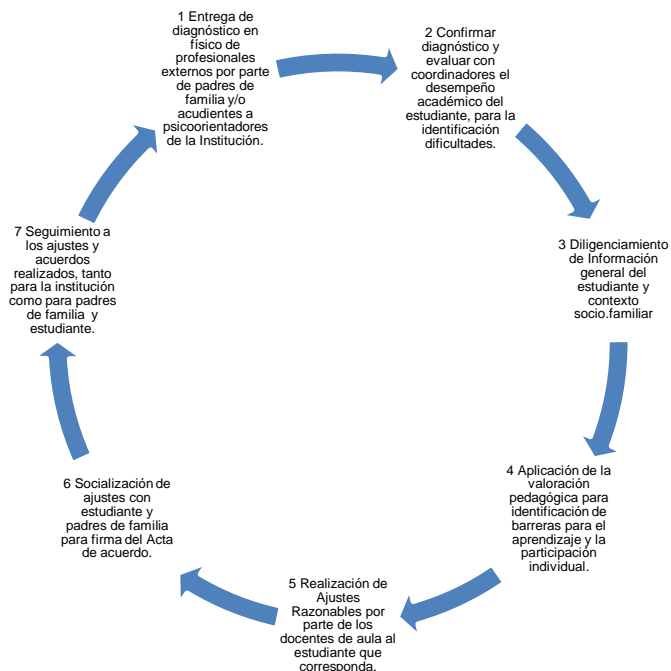 1 Entrega de
diagnóstico en
físico de
profesionales
externos por parte
de padres de
familia y/o
acudientes a
psicoorientadores
de la Institución.
2 Confirmar
diagnóstico y
evaluar con
coordinadores el
desempeño
académico del
estudiante, para la
identificación
dificultades.
3 Diligenciamiento
de Información
general del
estudiante y
contexto
socio.familiar
4 Aplicación de la
valoración
pedagógica para
identificación de
barreras para el
aprendizaje y la
participación
individual.
5 Realización de
Ajustes
Razonables por
parte de los
docentes de aula al
estudiante que
corresponda.
6 Socialización de
ajustes con
estudiante y
padres de familia
para firma del Acta
de acuerdo.
7 Seguimiento a
los ajustes y
acuerdos
realizados, tanto
para la institución
como para padres
de familia y
estudiante.